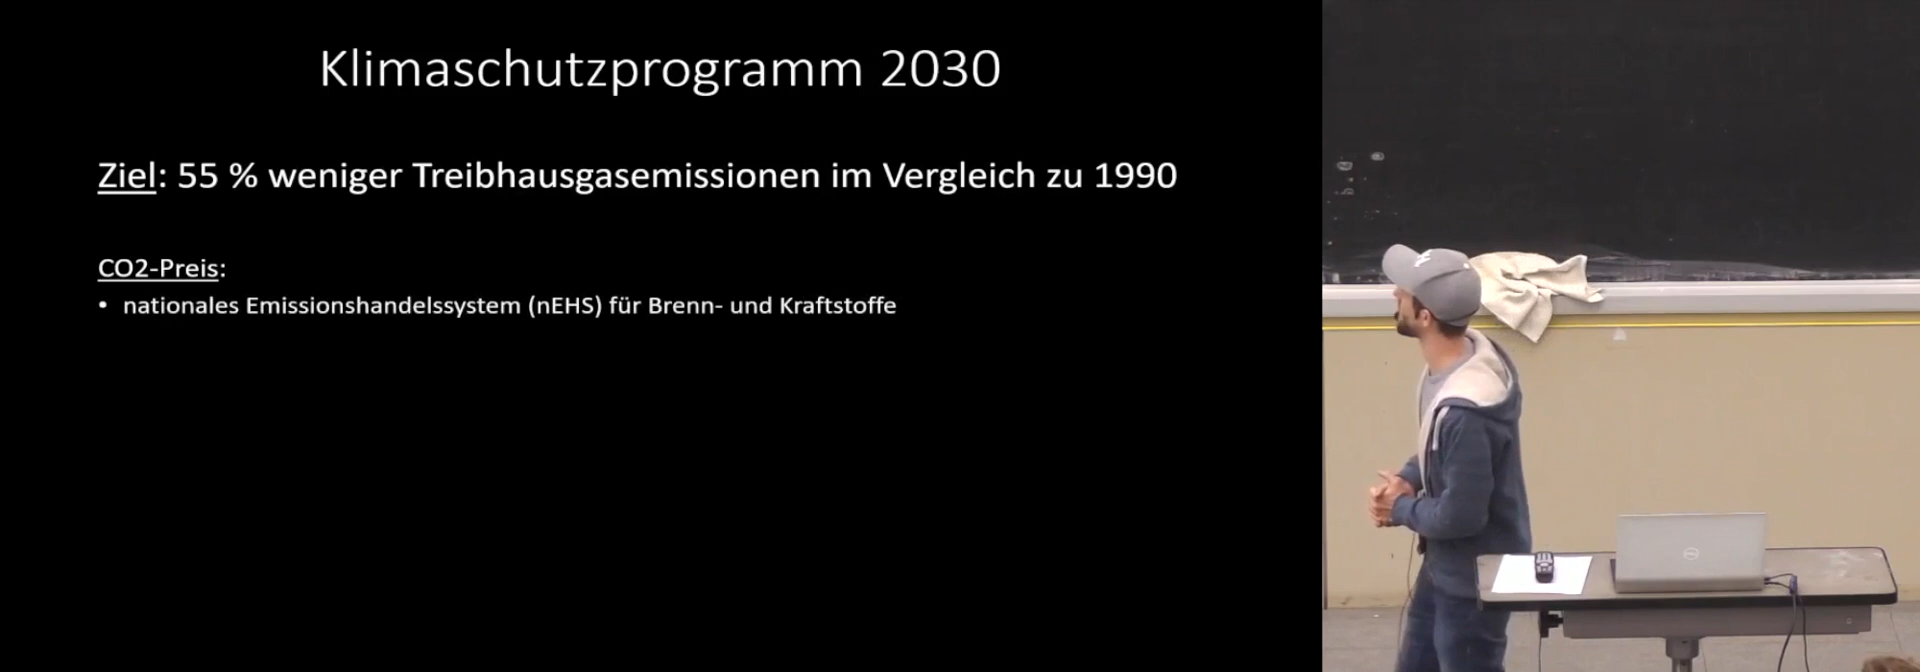 Klimaschutzprogramm 2030
Ziel: 55 % weniger Treibhausgasemissionen im Vergleich zu 1990
CO2-Preis:
• nationales Emissionshandelssystem (nEHS) für Brenn- und Kraftstoffe
DELL